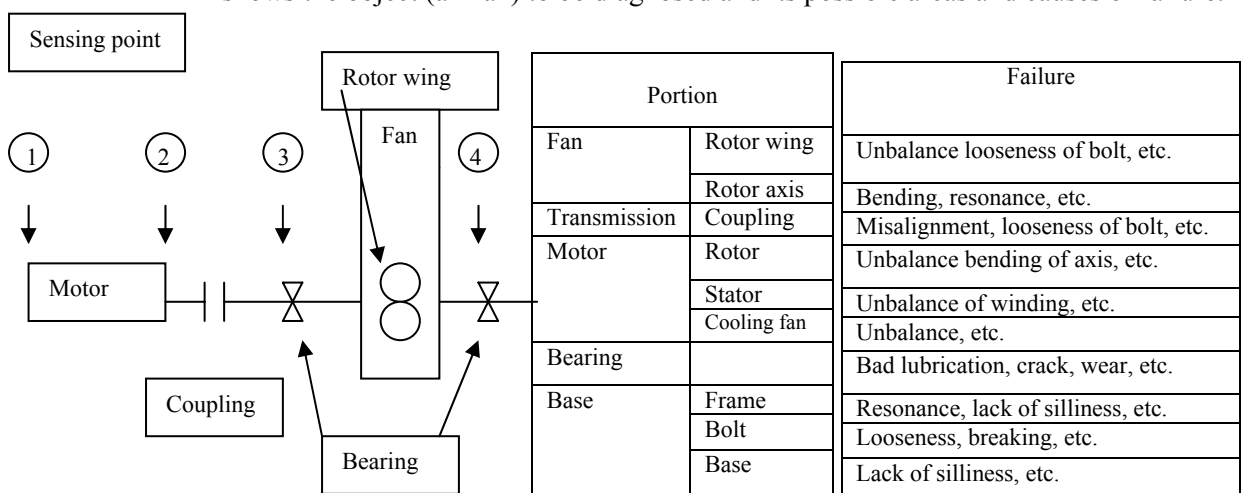 shows the object to be diagnosed and its possible areas and causes of
Sensing point
Rotor wing
Fan
1
2
3
4
Motor
Coupling
Bearing
Portion
Failure
Fan Rotor wing Unbalance looseness of bolt, etc.
Rotor axis Bending, resonance, etc.
Transmission Coupling Misalignment, looseness of bolt, etc.
Motor Rotor Unbalance bending of axis, etc.
Stator Unbalance of winding, etc.
Cooling fan Unbalance, etc.
Bearing Bad lubrication, crack, wear, etc.
Base Frame Resonance, lack of silliness, etc.
Bolt Looseness, breaking, etc.
Base Lack of silliness, etc.